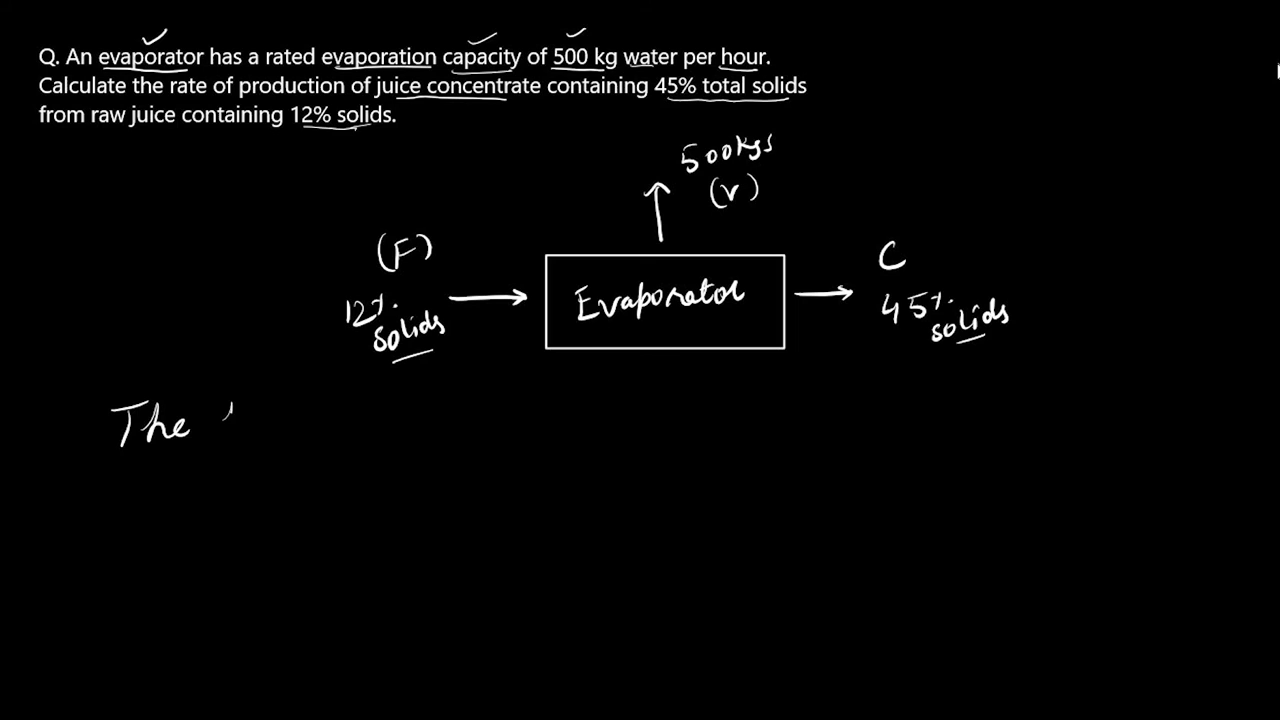 Q. An evaporator has a rated evaporation capacity of 500 kg water per hour.
Calculate the rate of production of juice concentrate containing 45% total solids
from raw juice containing 12% solids.
500kgs
(V)
(F)
C
12%.
solids
Evaporator
45%.
solids
The